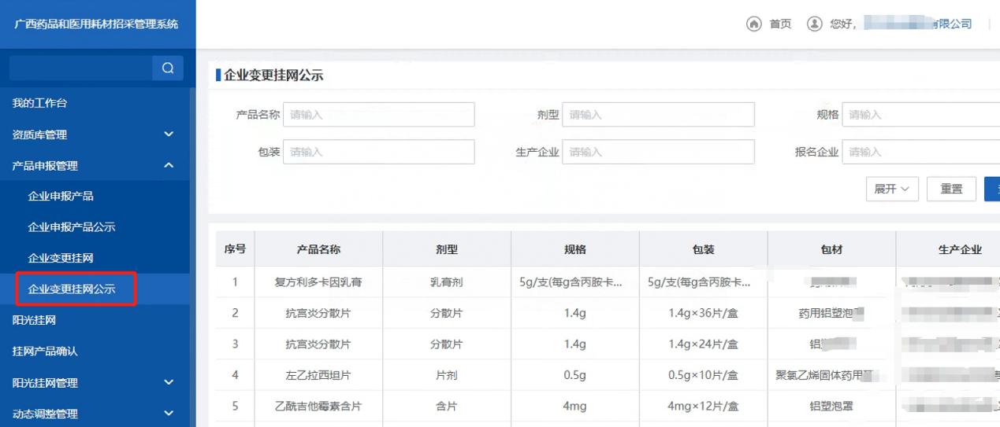 广西药品和医用耗材招采管理系统
首页
您好，
有限公司
我的工作台
资质库管理
产品申报管理
企业申报产品
企业申报产品公示
企业变更挂网
企业变更挂网公示
阳光挂网
挂网产品确认
阳光挂网管理
动态调整管理
企业变更挂网公示
产品名称 请输入 剂型 请输入 规格 请输入
包装 请输入 生产企业 请输入 报名企业 请输入
展开 重置
序号 产品名称 剂型 规格 包装 包材 生产企业
1 复方利多卡因乳膏 乳膏剂 5g/支(每g含丙胺卡... 5g/支(每g含丙胺卡...
2 抗宫炎分散片 分散片 1.4g 1.4g×36片/盒 药用铝塑泡
3 抗宫炎分散片 分散片 1.4g 1.4g×24片/盒 铝
4 左乙拉西坦片 片剂 0.5g 0.5g×10片/盒 聚氯乙烯固体药用
5 乙酰吉他霉素含片 含片 4mg 4mg×12片/盒 铝塑泡罩